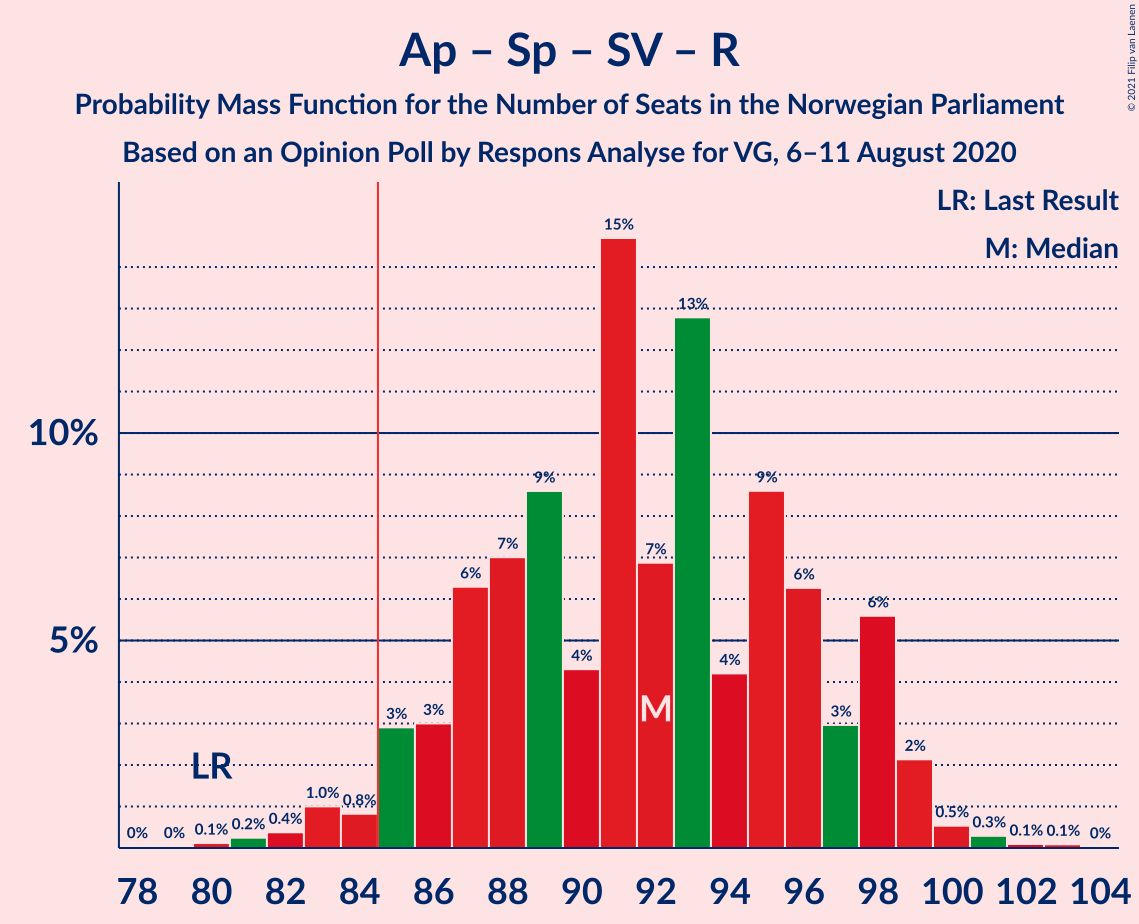 Ap – Sp – SV – R
Probability Mass Function for the Number of Seats in the Norwegian Parliament
Based on an Opinion Poll by Respons Analyse for VG, 6–11 August 2020
© 2021 Filip van Laenen
LR: Last Result
M: Median
10%
5%
0% 0% 0.1% 0.2% 0.4% 1.0% 0.8% 3% 3% 6% 7% 9% 4% 15% 7% 13% 4% 9% 6% 3% 6% 2% 0.5% 0.3% 0.1% 0.1% 0%
LR
M
78 80 82 84 86 88 90 92 94 96 98 100 102 104